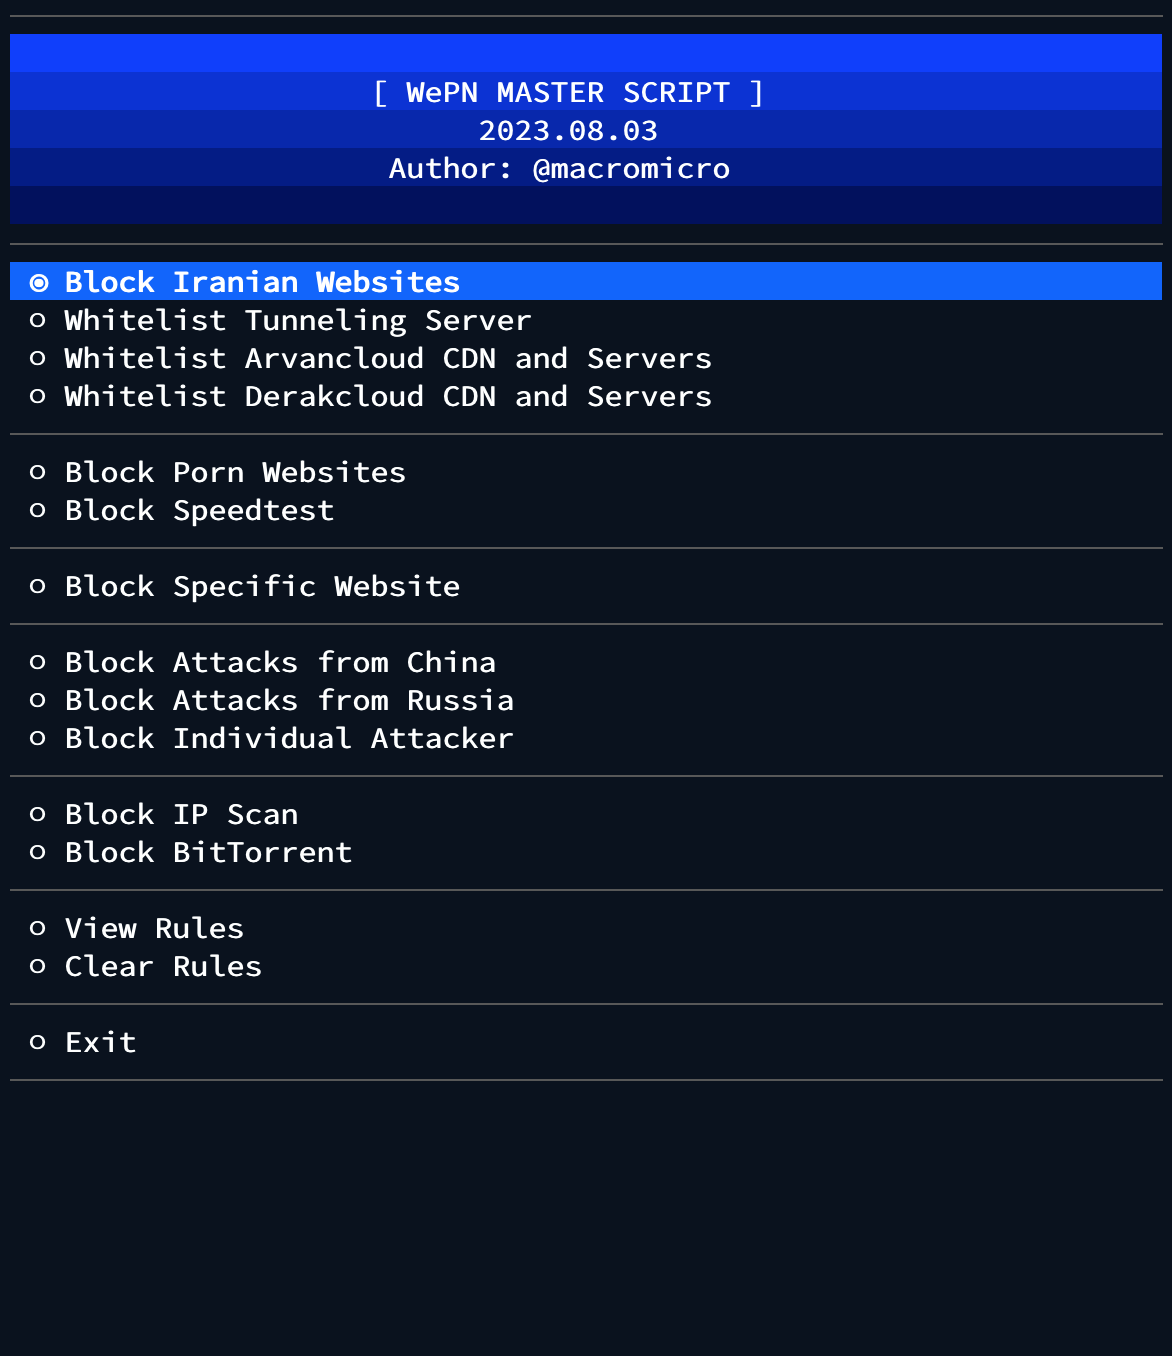 [ WePN MASTER SCRIPT ]
2023.08.03
Author: @macromicro
Block Iranian Websites
Whitelist Tunneling Server
Whitelist Arvancloud CDN and Servers
Whitelist Derakcloud CDN and Servers
Block Porn Websites
Block Speedtest
Block Specific Website
Block Attacks from China
Block Attacks from Russia
Block Individual Attacker
Block IP Scan
Block BitTorrent
View Rules
Clear Rules
Exit